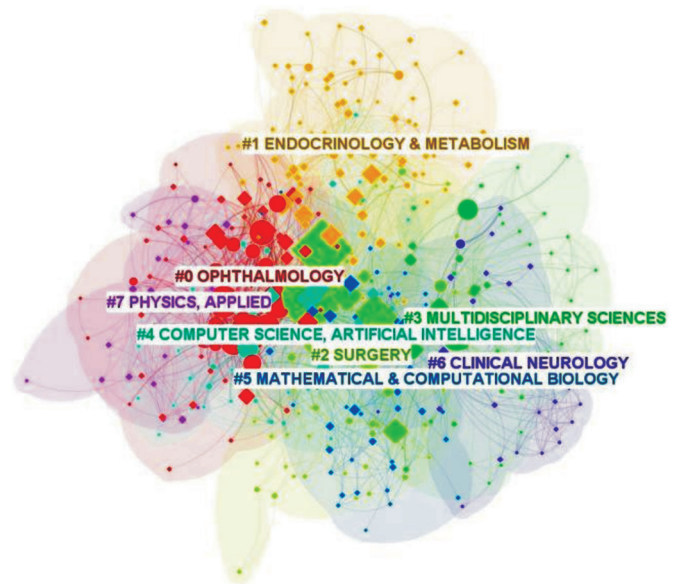 #1 ENDOCRINOLOGY & METABOLISM
#0 OPHTHALMOLOGY
#7 PHYSICS, APPLIED
#3 MULTIDISCIPLINARY SCIENCES
#4 COMPUTER SCIENCE, ARTIFICIAL INTELLIGENCE
#2 SURGERY
#6 CLINICAL NEUROLOGY
#5 MATHEMATICAL & COMPUTATIONAL BIOLOGY